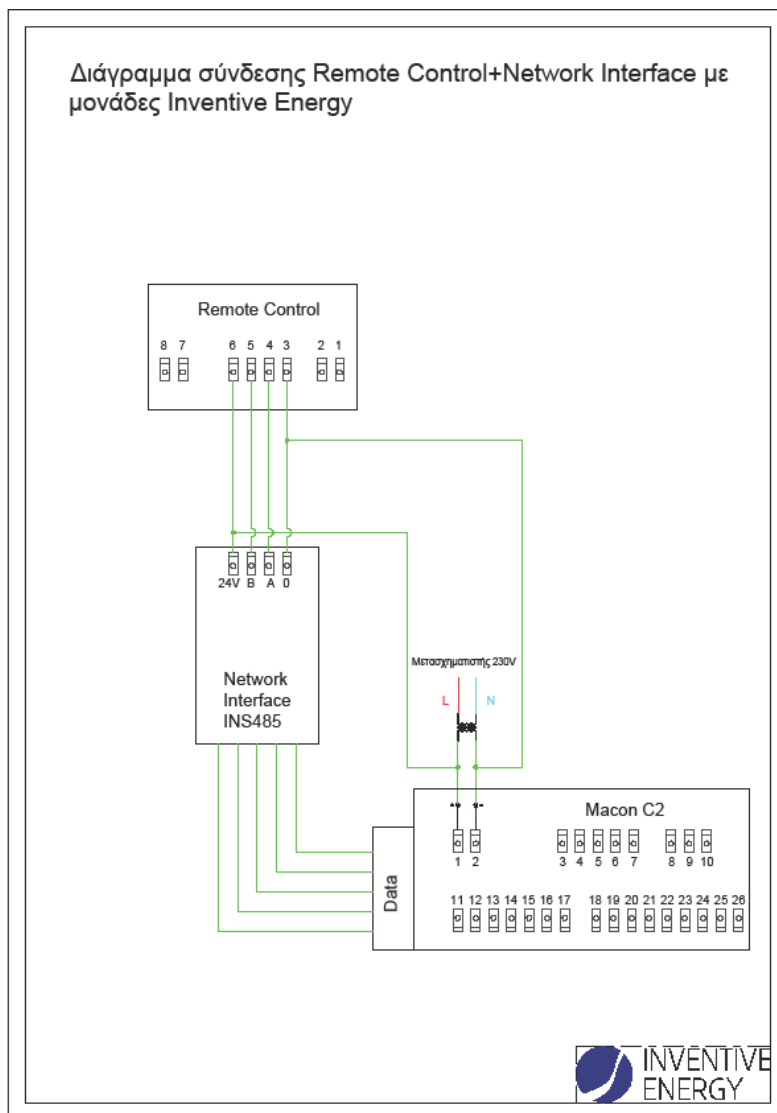 Διάγραμμα σύνδεσης Remote Control+Network Interface με
μονάδες Inventive Energy
Remote Control
8 7 6 5 4 3 2 1
24V B A 0
Network
Interface
INS485
Μετασχηματιστής 230V
L N
Macon C2
1 2 3 4 5 6 7 8 9 10
Data
11 12 13 14 15 16 17 18 19 20 21 22 23 24 25 26
INVENTIVE
ENERGY